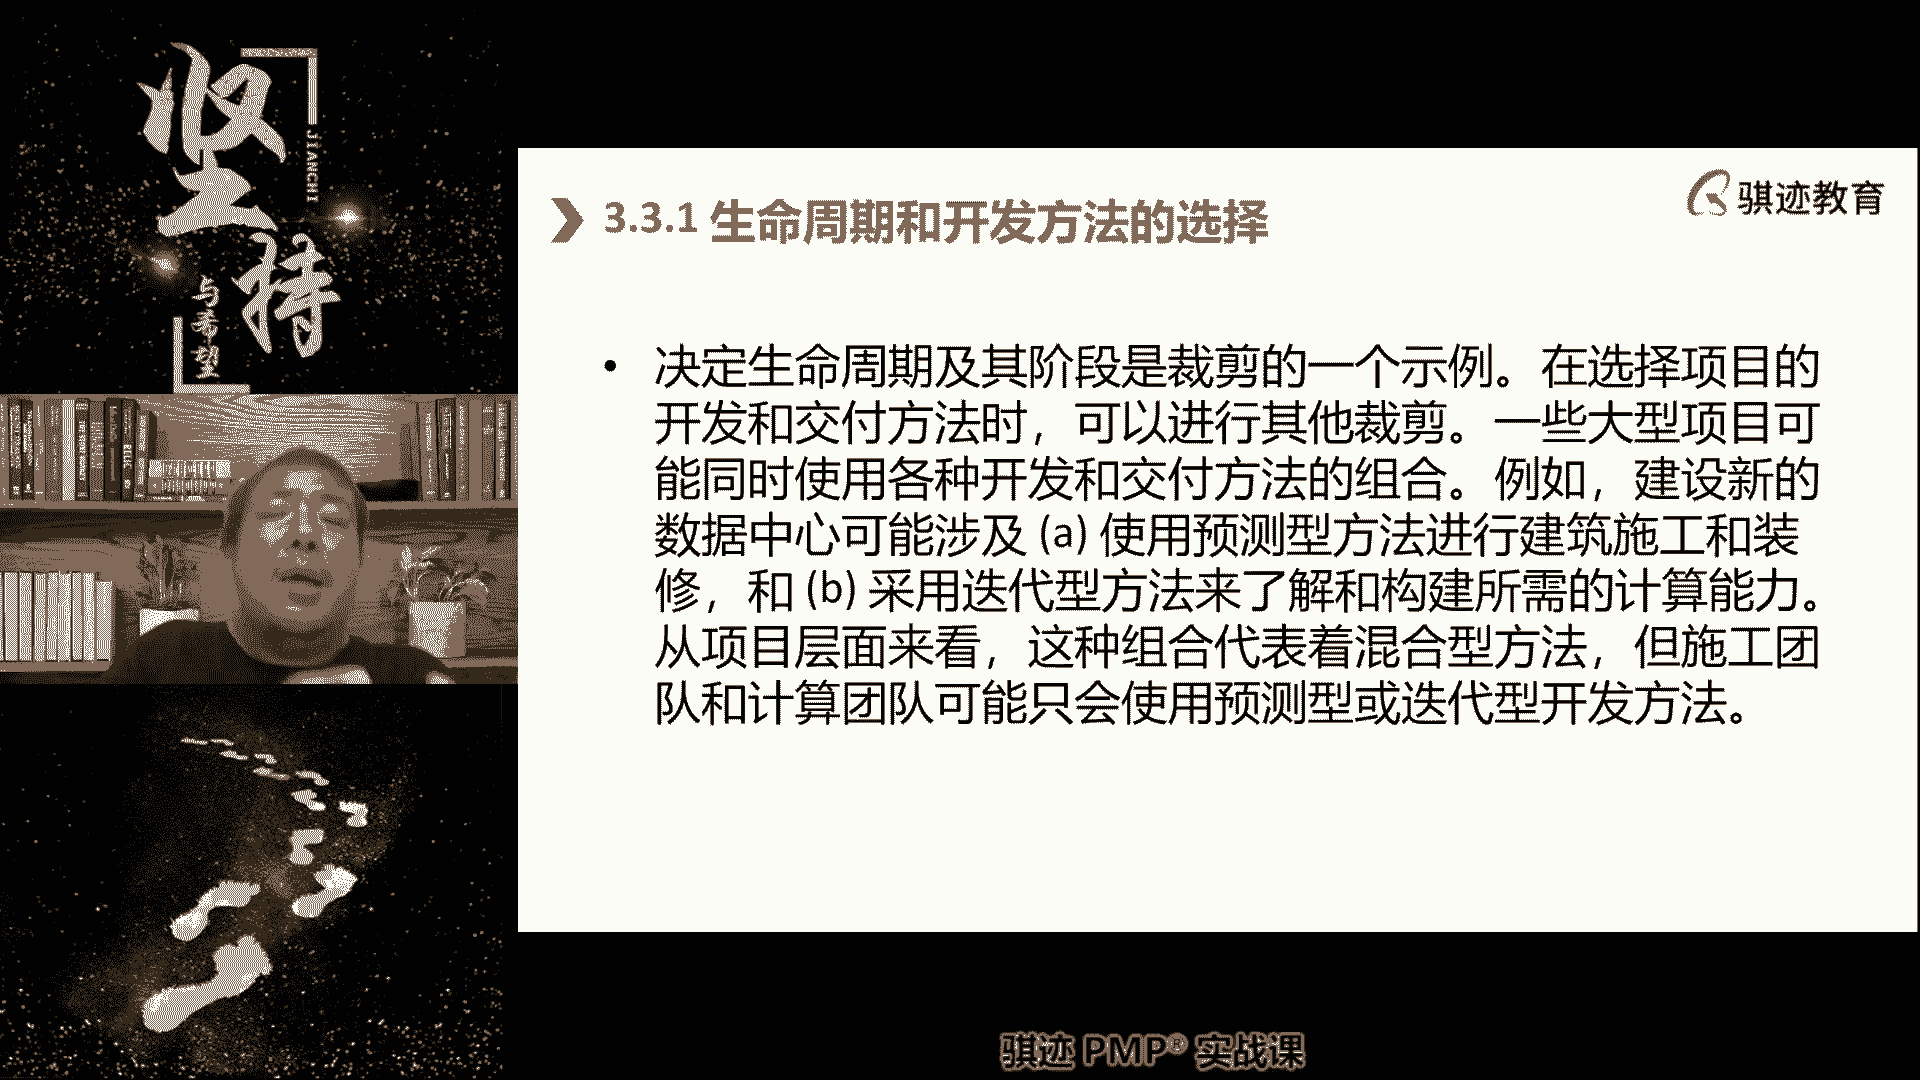 坚持
JIANCHI
与希望
骐迹教育
3.3.1 生命周期和开发方法的选择
• 决定生命周期及其阶段是裁剪的一个示例。在选择项目的
开发和交付方法时，可以进行其他裁剪。一些大型项目可
能同时使用各种开发和交付方法的组合。例如，建设新的
数据中心可能涉及 (a) 使用预测型方法进行建筑施工和装
修，和 (b) 采用迭代型方法来了解和构建所需的计算能力。
从项目层面来看，这种组合代表着混合型方法，但施工团
队和计算团队可能只会使用预测型或迭代型开发方法。
骐迹 PMP® 实战课